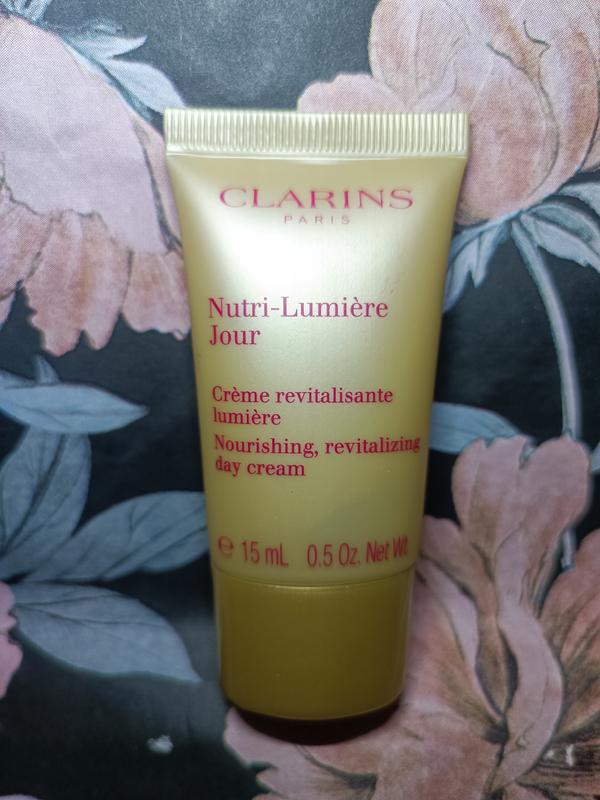 CLARINS
PARIS
Nutri-Lumière
Jour
Crème revitalisante
lumière
Nourishing, revitalizing
day cream
℮ 15 mL 0.5 Oz. Net Wt.